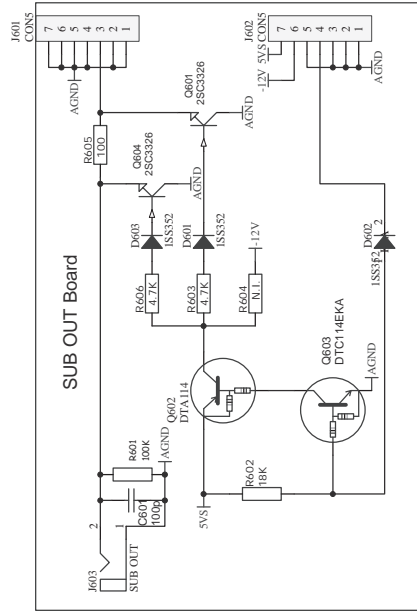 SUB OUT Board
J601
CON5
7
6
5
4
3
2
1
AGND
R605
100
Q601
2SC3326
AGND
Q604
2SC3326
AGND
D603
1SS352
D601
1SS352
R606
4.7K
R603
4.7K
R604
N.I.
-12V
Q602
DTA114
5VS
R602
18K
Q603
DTC114EKA
AGND
D602
1SS352
2
1
J602
CON5
5VS
-12V
7
6
5
4
3
2
1
AGND
R601
100K
C601
100p
AGND
2
1
J603
SUB OUT